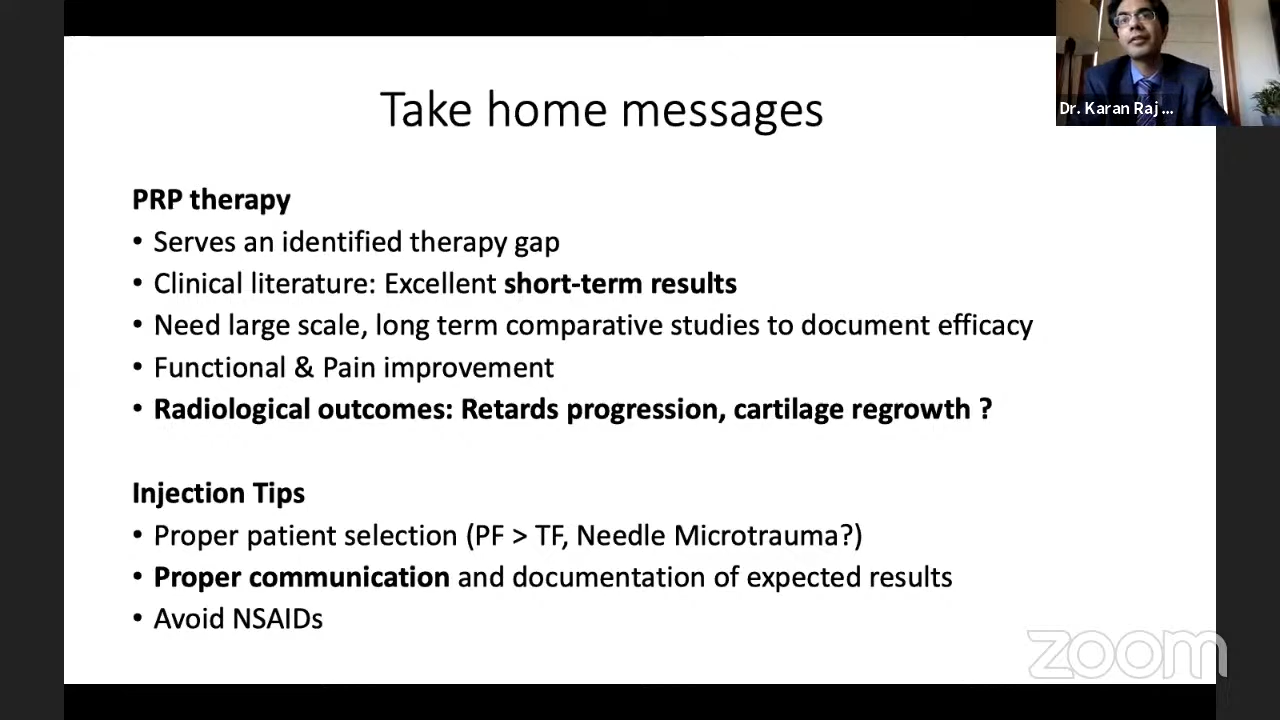 Take home messages
Dr. Karan Raj ...
PRP therapy
• Serves an identified therapy gap
• Clinical literature: Excellent short-term results
• Need large scale, long term comparative studies to document efficacy
• Functional & Pain improvement
• Radiological outcomes: Retards progression, cartilage regrowth ?
Injection Tips
• Proper patient selection (PF > TF, Needle Microtrauma?)
• Proper communication and documentation of expected results
• Avoid NSAIDs
zoom